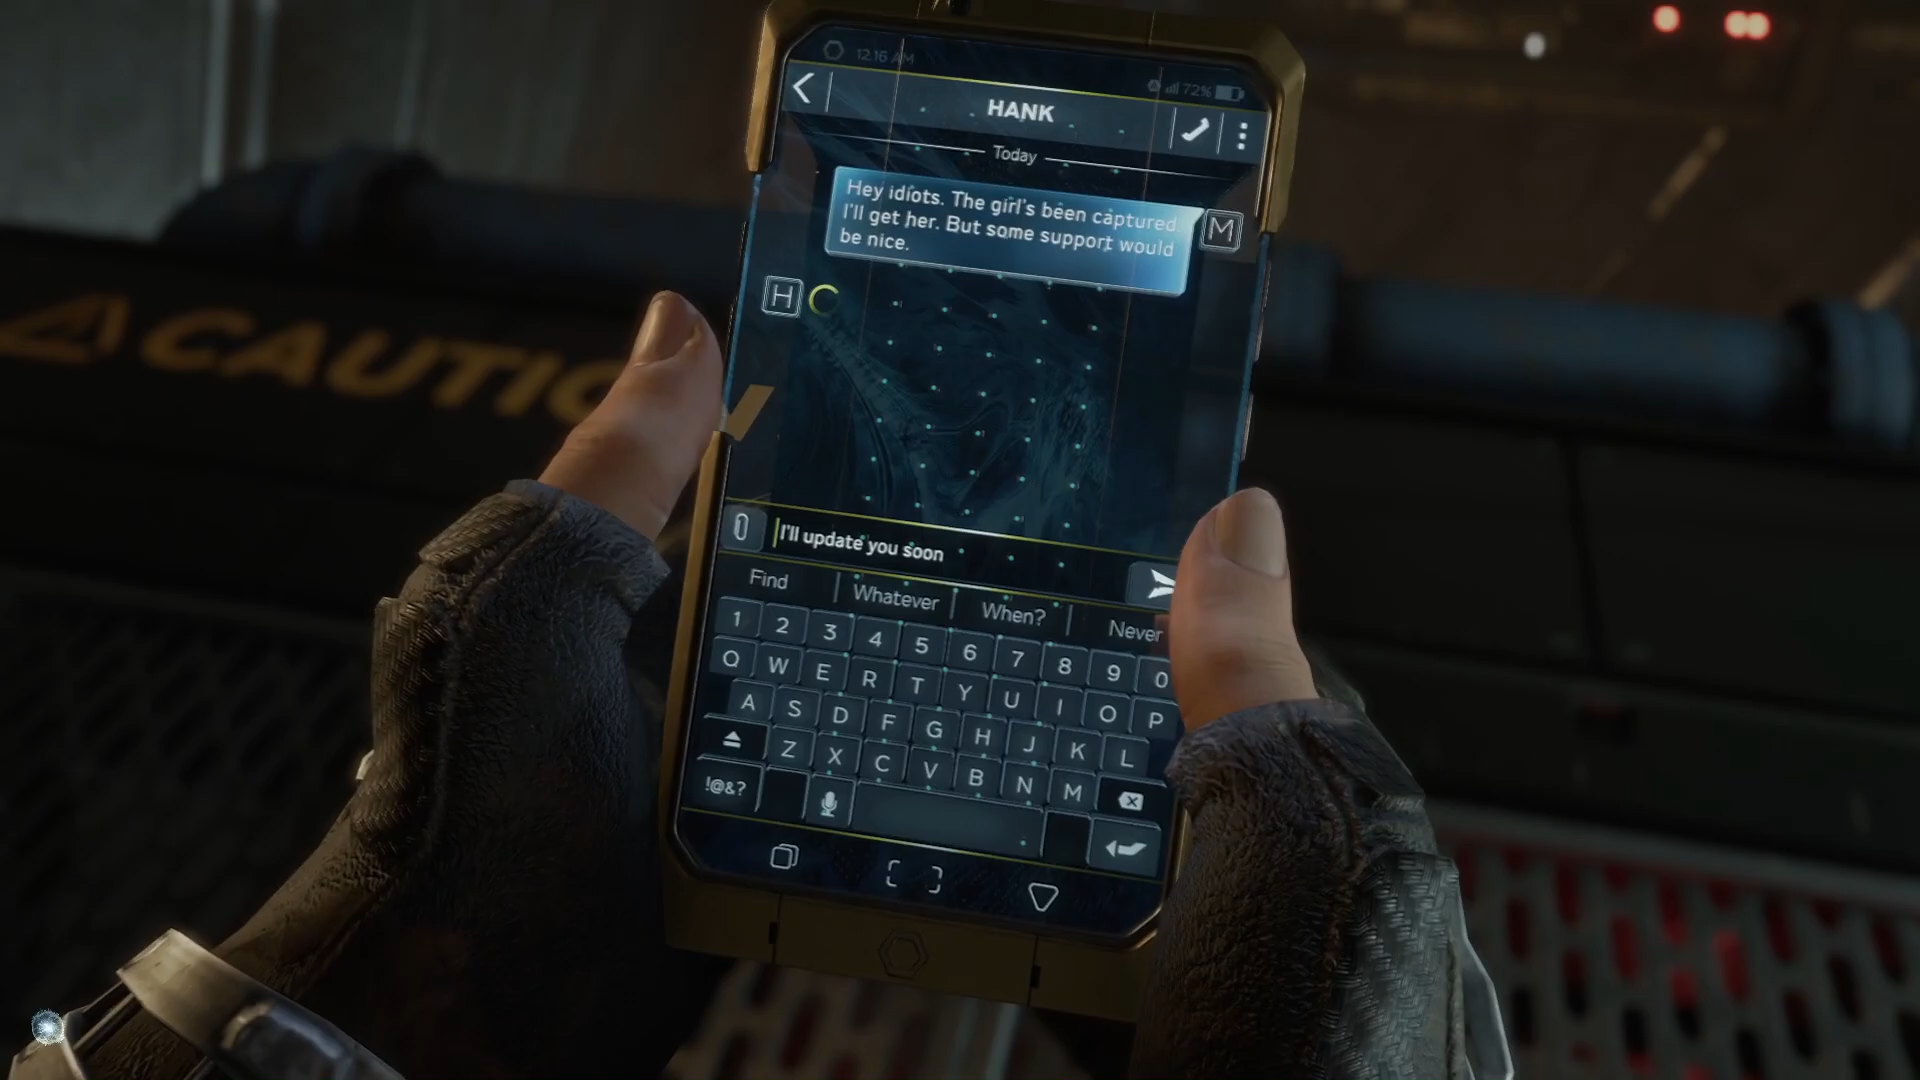 12:16 AM
72%
HANK
Today
Hey idiots. The girl's been captured.
I'll get her. But some support would
be nice.
M
H
CAUTIO
I'll update you soon
Find Whatever When? Never
1 2 3 4 5 6 7 8 9 0
Q W E R T Y U I O P
A S D F G H J K L
Z X C V B N M
!@&?